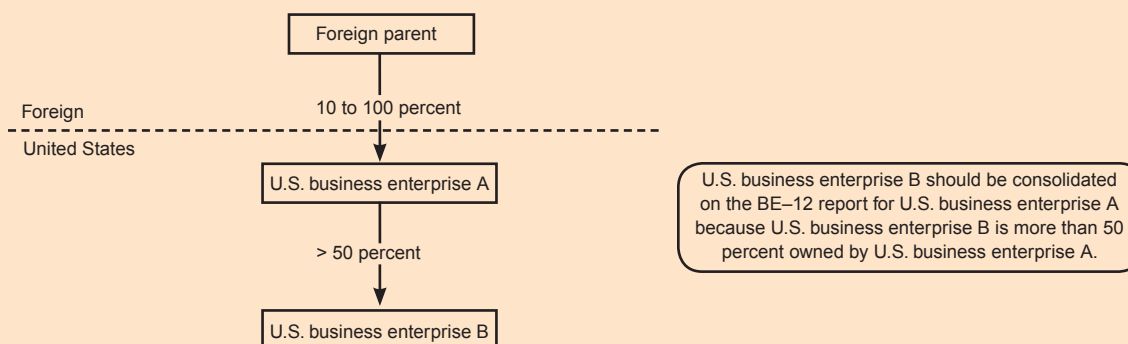 Foreign parent
Foreign
10 to 100 percent
United States
U.S. business enterprise A
> 50 percent
U.S. business enterprise B
U.S. business enterprise B should be consolidated
on the BE–12 report for U.S. business enterprise A
because U.S. business enterprise B is more than 50
percent owned by U.S. business enterprise A.